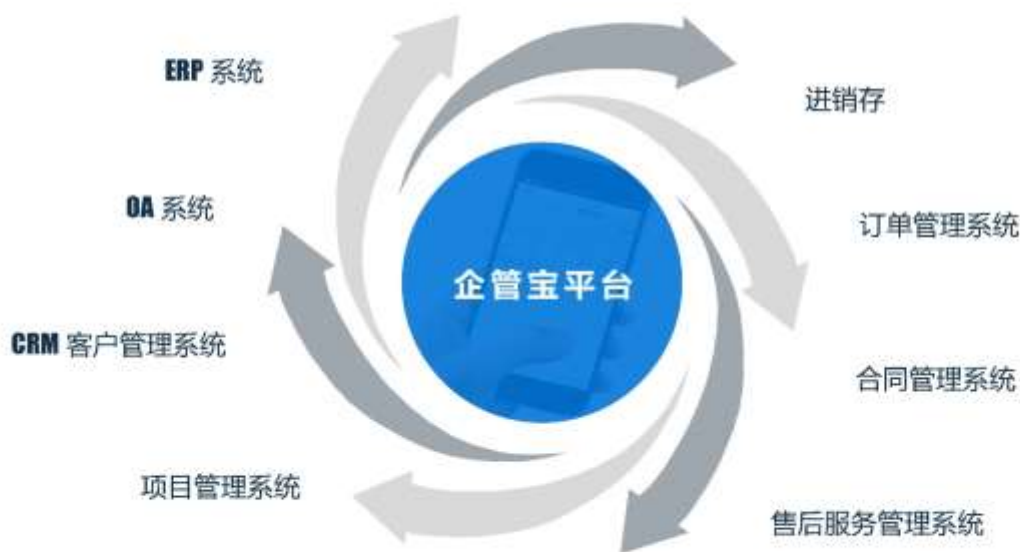 ERP 系统
进销存
OA 系统
订单管理系统
企管宝平台
CRM 客户管理系统
合同管理系统
项目管理系统
售后服务管理系统